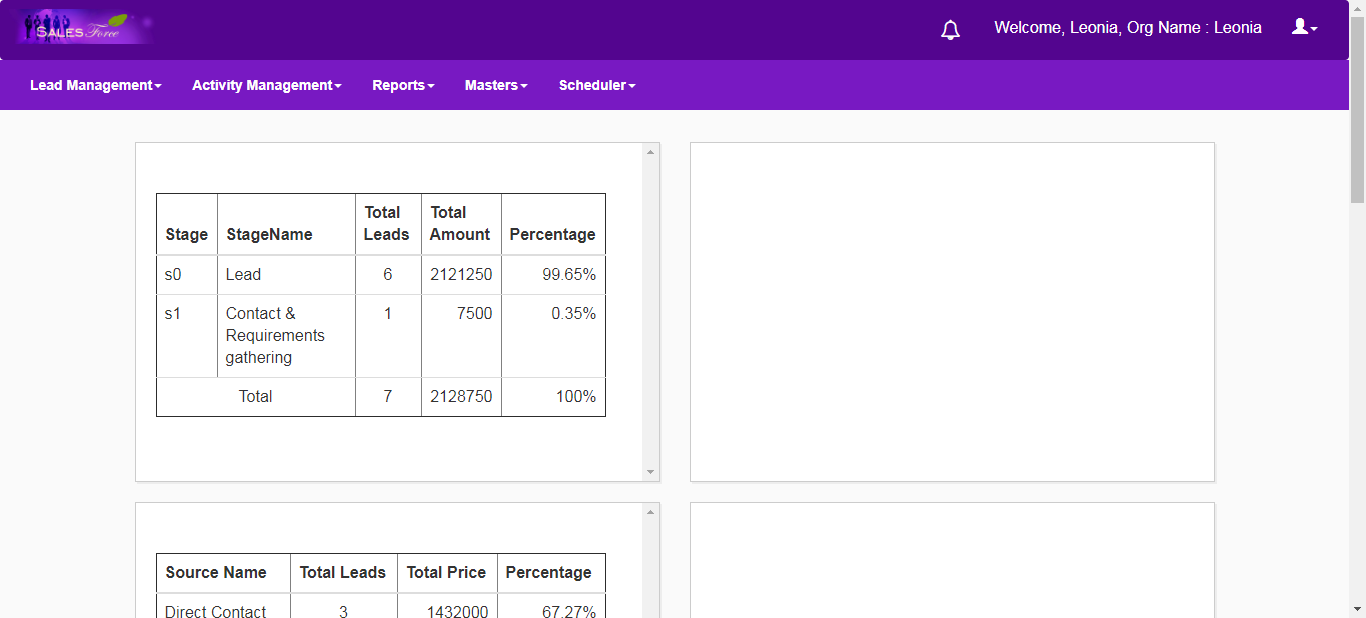 SALES Force
Welcome, Leonia, Org Name : Leonia
Lead Management Activity Management Reports Masters Scheduler
Stage StageName Total Leads Total Amount Percentage
s0 Lead 6 2121250 99.65%
s1 Contact & Requirements gathering 1 7500 0.35%
Total 7 2128750 100%
Source Name Total Leads Total Price Percentage
Direct Contact 3 1432000 67.27%